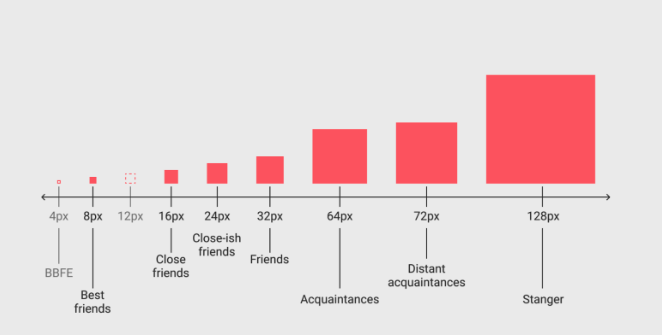 4px
8px
12px
16px
24px
32px
64px
72px
128px
BBFE
Best
friends
Close
friends
Close-ish
friends
Friends
Acquaintances
Distant
acquaintances
Stanger